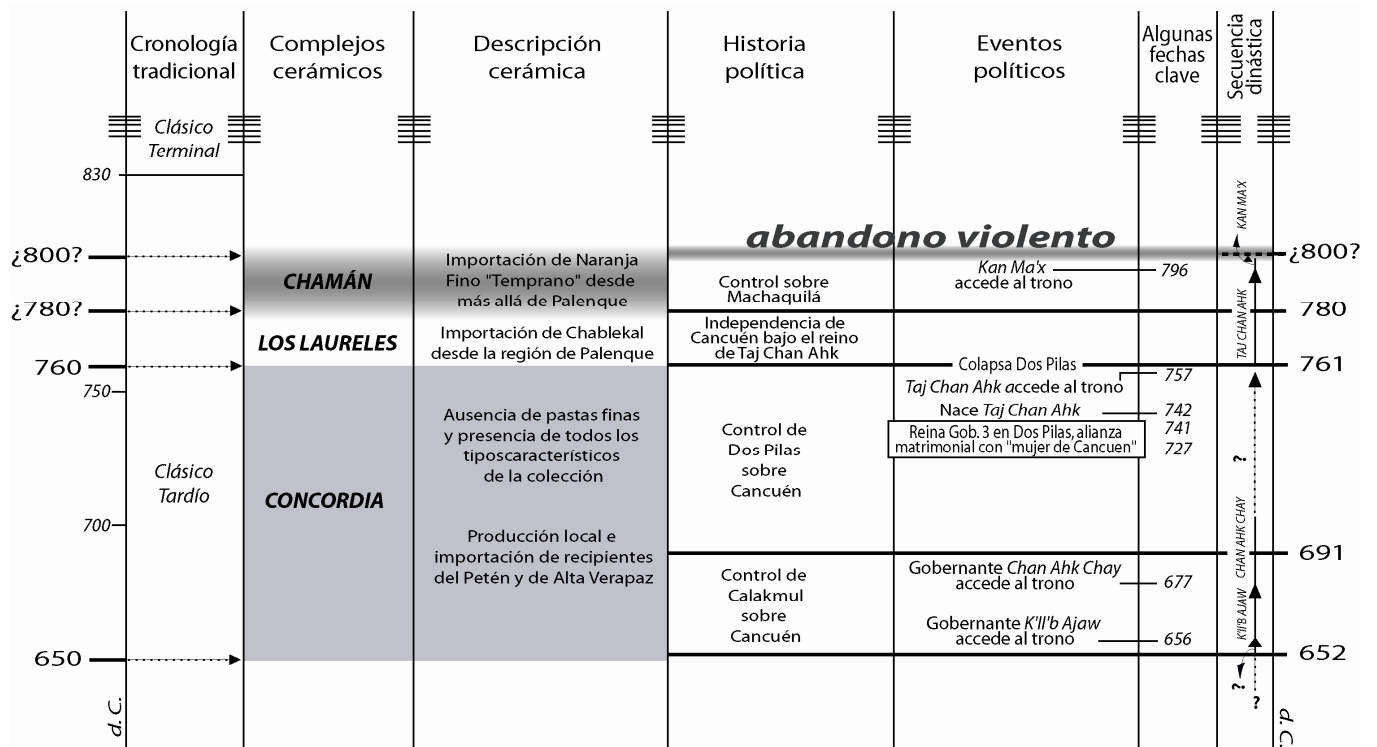 Cronología
tradicional
Complejos
cerámicos
Descripción
cerámica
Historia
política
Eventos
políticos
Algunas
fechas
clave
Secuencia
dinástica
Clásico
Terminal
830
¿800?
¿780?
760
750
Clásico
Tardío
700
650
d. C.
CHAMÁN
LOS LAURELES
CONCORDIA
Importación de Naranja
Fino "Temprano" desde
más allá de Palenque
Importación de Chablekal
desde la región de Palenque
Ausencia de pastas finas
y presencia de todos los
tiposcaracterísticos
de la colección
Producción local e
importación de recipientes
del Petén y de Alta Verapaz
abandono violento
Control sobre
Machaquilá
Independencia de
Cancuén bajo el reino
de Taj Chan Ahk
Control de
Dos Pilas
sobre
Cancuén
Control de
Calakmul
sobre
Cancuén
Kan Ma'x
accede al trono
796
Colapsa Dos Pilas
Taj Chan Ahk accede al trono
757
Nace Taj Chan Ahk
742
Reina Gob. 3 en Dos Pilas, alianza
matrimonial con "mujer de Cancuen"
741
727
Gobernante Chan Ahk Chay
accede al trono
677
Gobernante K'II'b Ajaw
accede al trono
656
KAN MA'X
TAJ CHAN AHK
?
CHAN AHK CHAY
K'II'B AJAW
?
?
¿800?
780
761
691
652
d. C.